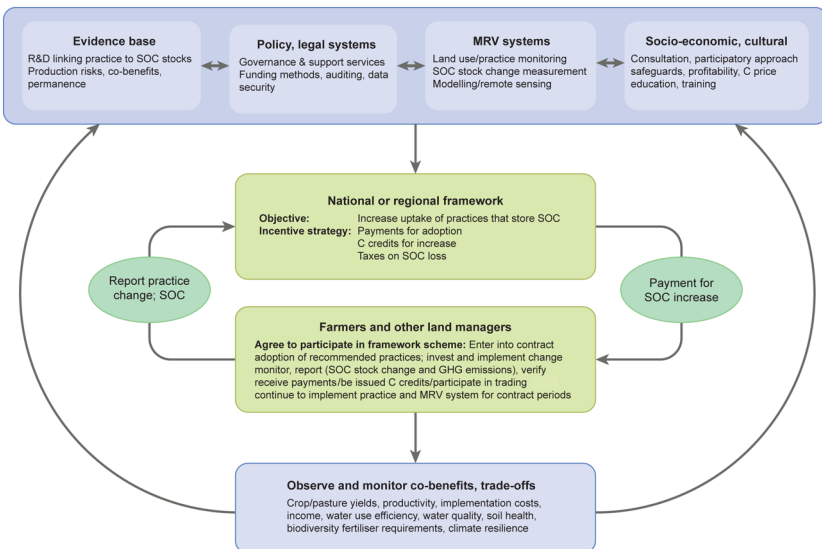 Evidence base
R&D linking practice to SOC stocks
Production risks, co-benefits,
permanence
Policy, legal systems
Governance & support services
Funding methods, auditing, data
security
MRV systems
Land use/practice monitoring
SOC stock change measurement
Modelling/remote sensing
Socio-economic, cultural
Consultation, participatory approach
safeguards, profitability, C price
education, training
National or regional framework
Objective: Increase uptake of practices that store SOC
Incentive strategy: Payments for adoption
C credits for increase
Taxes on SOC loss
Report practice
change; SOC
Payment for
SOC increase
Farmers and other land managers
Agree to participate in framework scheme: Enter into contract
adoption of recommended practices; invest and implement change
monitor, report (SOC stock change and GHG emissions), verify
receive payments/be issued C credits/participate in trading
continue to implement practice and MRV system for contract periods
Observe and monitor co-benefits, trade-offs
Crop/pasture yields, productivity, implementation costs,
income, water use efficiency, water quality, soil health,
biodiversity fertiliser requirements, climate resilience